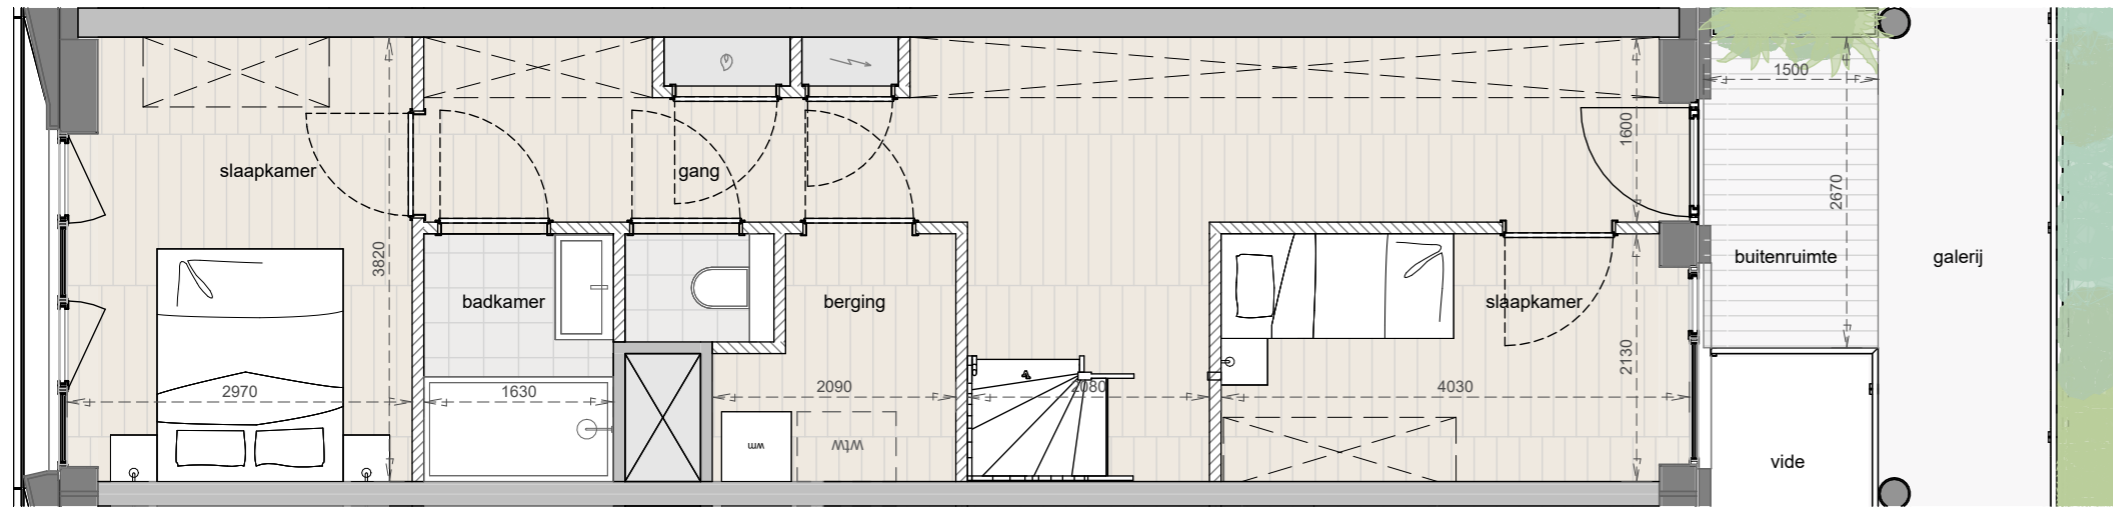 1500
1600
slaapkamer
gang
2670
3820
buitenruimte
galerij
badkamer
berging
slaapkamer
2130
2970
1630
2090
2080
4030
wm
wtw
vide